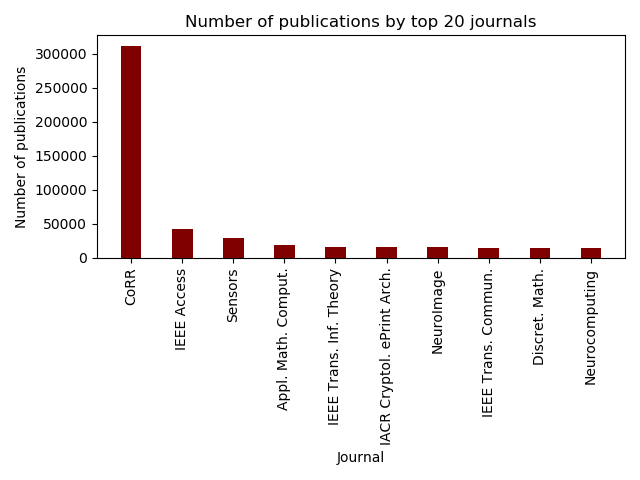 Number of publications by top 20 journals
Number of publications
300000
250000
200000
150000
100000
50000
0
CoRR
IEEE Access
Sensors
Appl. Math. Comput.
IEEE Trans. Inf. Theory
IACR Cryptol. ePrint Arch.
NeuroImage
IEEE Trans. Commun.
Discret. Math.
Neurocomputing
Journal